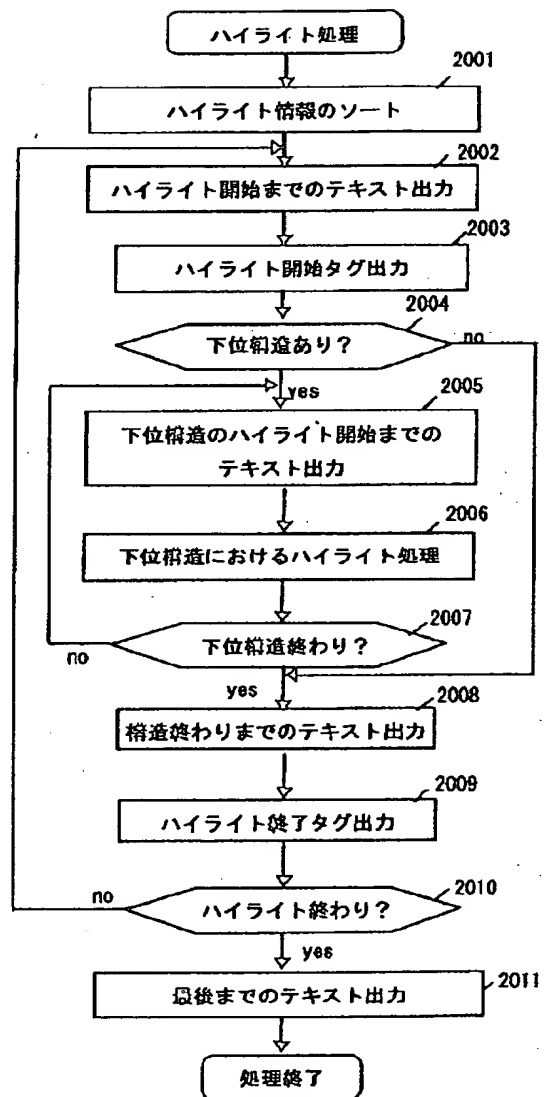 ハイライト処理
2001
ハイライト情報のソート
2002
ハイライト開始までのテキスト出力
2003
ハイライト開始タグ出力
2004
下位構造あり?
no
yes
2005
下位構造のハイライト開始までの
テキスト出力
2006
下位構造におけるハイライト処理
2007
下位構造終わり?
no
yes
2008
構造終わりまでのテキスト出力
2009
ハイライト終了タグ出力
2010
no
ハイライト終わり?
yes
2011
最後までのテキスト出力
処理終了